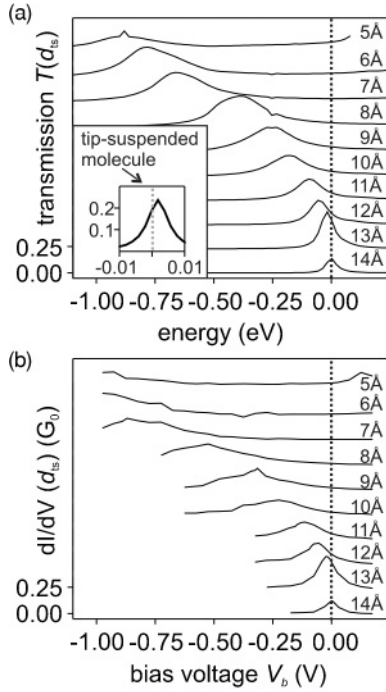 (a)
transmission T(dts)
5Å
6Å
7Å
8Å
9Å
10Å
11Å
12Å
13Å
14Å
tip-suspended
molecule
0.2
0.1
-0.01 0.01
0.25
0.00
-1.00 -0.75 -0.50 -0.25 0.00
energy (eV)
(b)
dI/dV (dts) (G0)
5Å
6Å
7Å
8Å
9Å
10Å
11Å
12Å
13Å
14Å
0.25
0.00
-1.00 -0.75 -0.50 -0.25 0.00
bias voltage Vb (V)